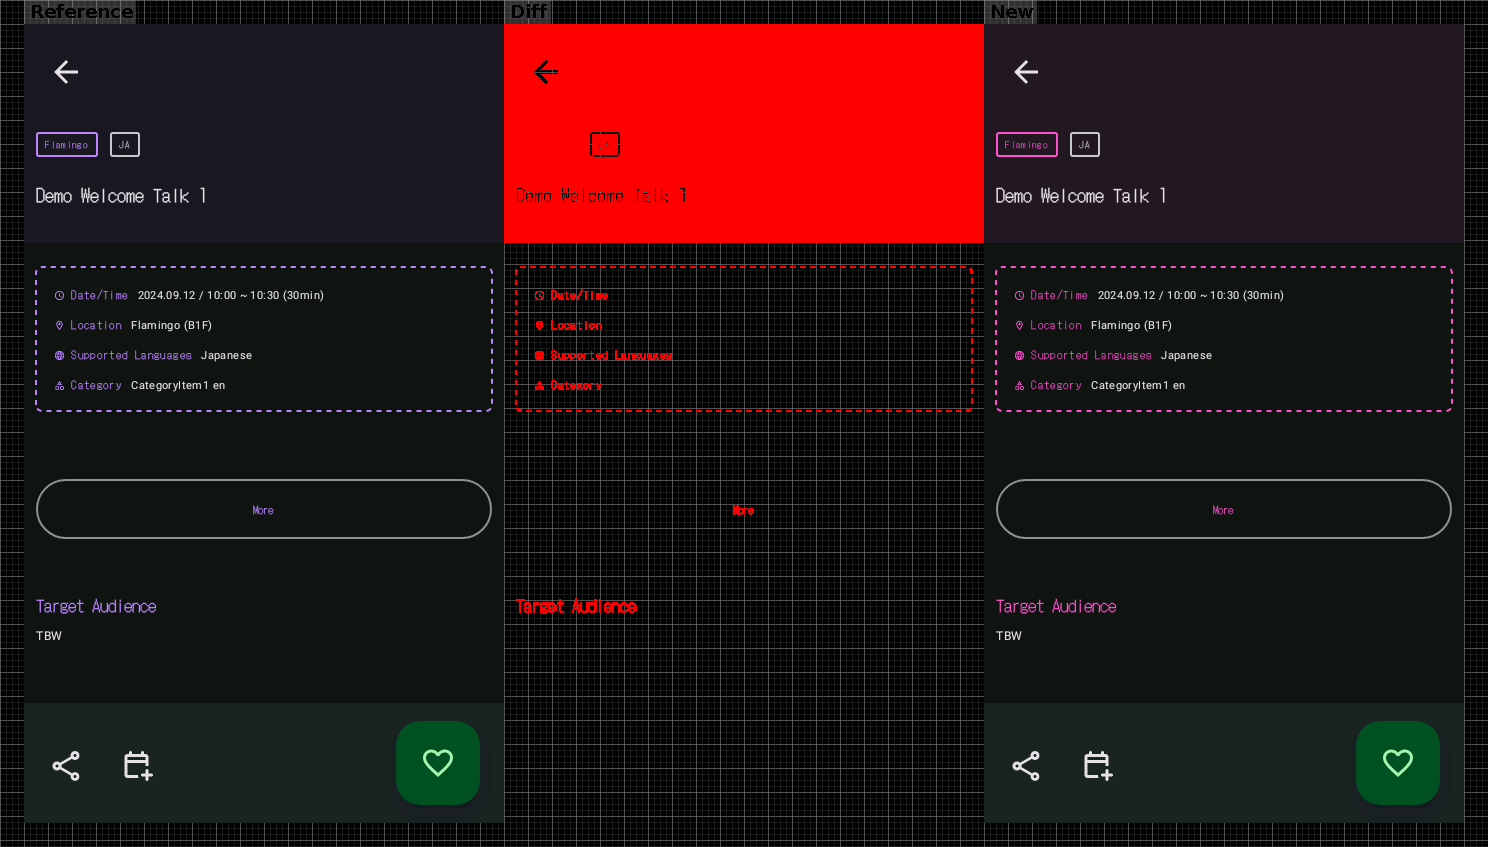 Reference
Diff
New
Flamingo JA
Demo Welcome Talk 1
Date/Time 2024.09.12 / 10:00 ~ 10:30 (30min)
Location Flamingo (B1F)
Supported Languages Japanese
Category CategoryItem1 en
More
Target Audience
TBW
JA
Demo Welcome Talk 1
Date/Time
Location
Supported Languages
Category
More
Target Audience
Flamingo JA
Demo Welcome Talk 1
Date/Time 2024.09.12 / 10:00 ~ 10:30 (30min)
Location Flamingo (B1F)
Supported Languages Japanese
Category CategoryItem1 en
More
Target Audience
TBW